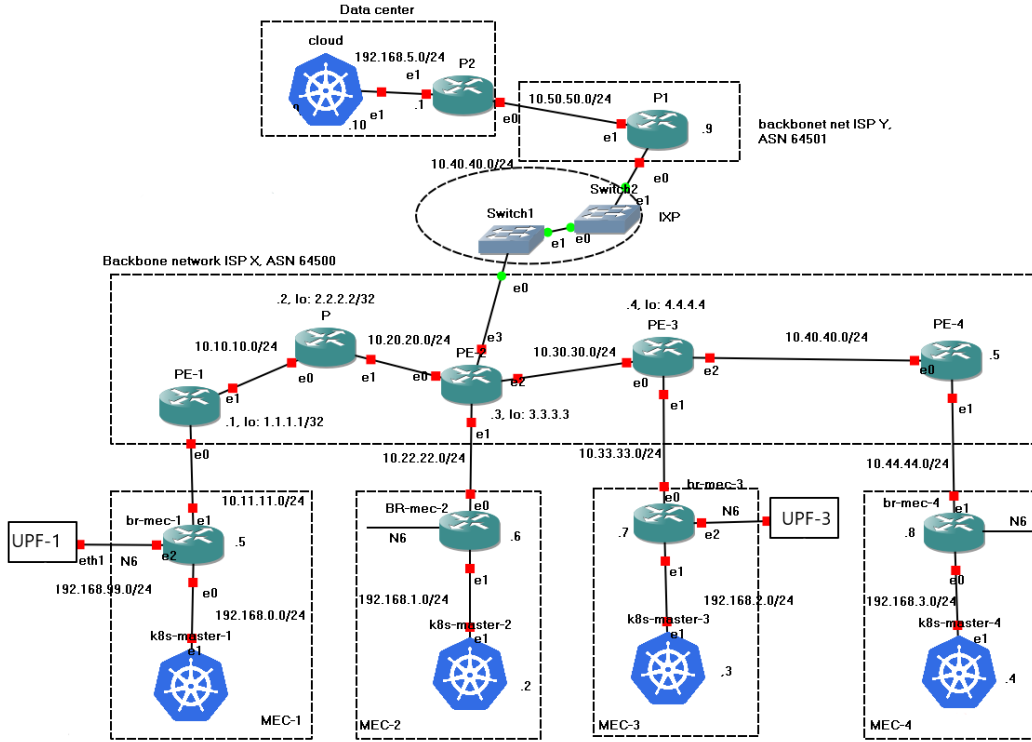 Data center
cloud
192.168.5.0/24
e1
P2
.1
e1
.10
e0
10.50.50.0/24
P1
.9
e1
backbonet net ISP Y,
ASN 64501
e0
10.40.40.0/24
Switch2
e1
IXP
Switch1
e1
e0
Backbone network ISP X, ASN 64500
e0
.2, lo: 2.2.2.2/32
P
.4, lo: 4.4.4.4
e3
PE-3
PE-4
10.10.10.0/24
10.20.20.0/24
PE-2
10.30.30.0/24
10.40.40.0/24
.5
PE-1
e0
e1
e0
e2
e0
e2
e0
e1
.1, lo: 1.1.1.1/32
.3, lo: 3.3.3.3
e1
e1
e1
e0
10.22.22.0/24
10.33.33.0/24
10.44.44.0/24
10.11.11.0/24
e0
e0
br-mec-3
br-mec-4
e1
br-mec-1
e1
BR-mec-2
UPF-1
N6
eth1
e2
.5
N6
.6
.7
N6
e2
UPF-3
.8
N6
192.168.99.0/24
e0
e1
e1
e0
192.168.0.0/24
192.168.1.0/24
192.168.2.0/24
192.168.3.0/24
k8s-master-1
e1
k8s-master-2
e1
k8s-master-3
e1
k8s-master-4
e1
.2
,3
.4
MEC-1
MEC-2
MEC-3
MEC-4